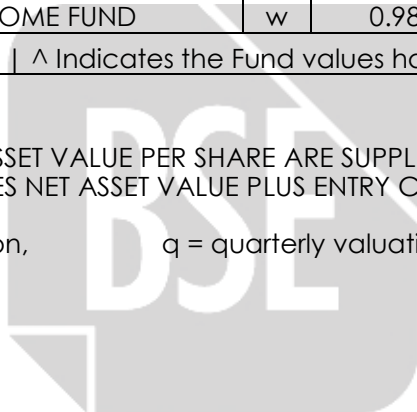 OME FUND w 0.98
| ^ Indicates the Fund values ha
SSET VALUE PER SHARE ARE SUPPL
ES NET ASSET VALUE PLUS ENTRY C
on, q = quarterly valuati
BSE